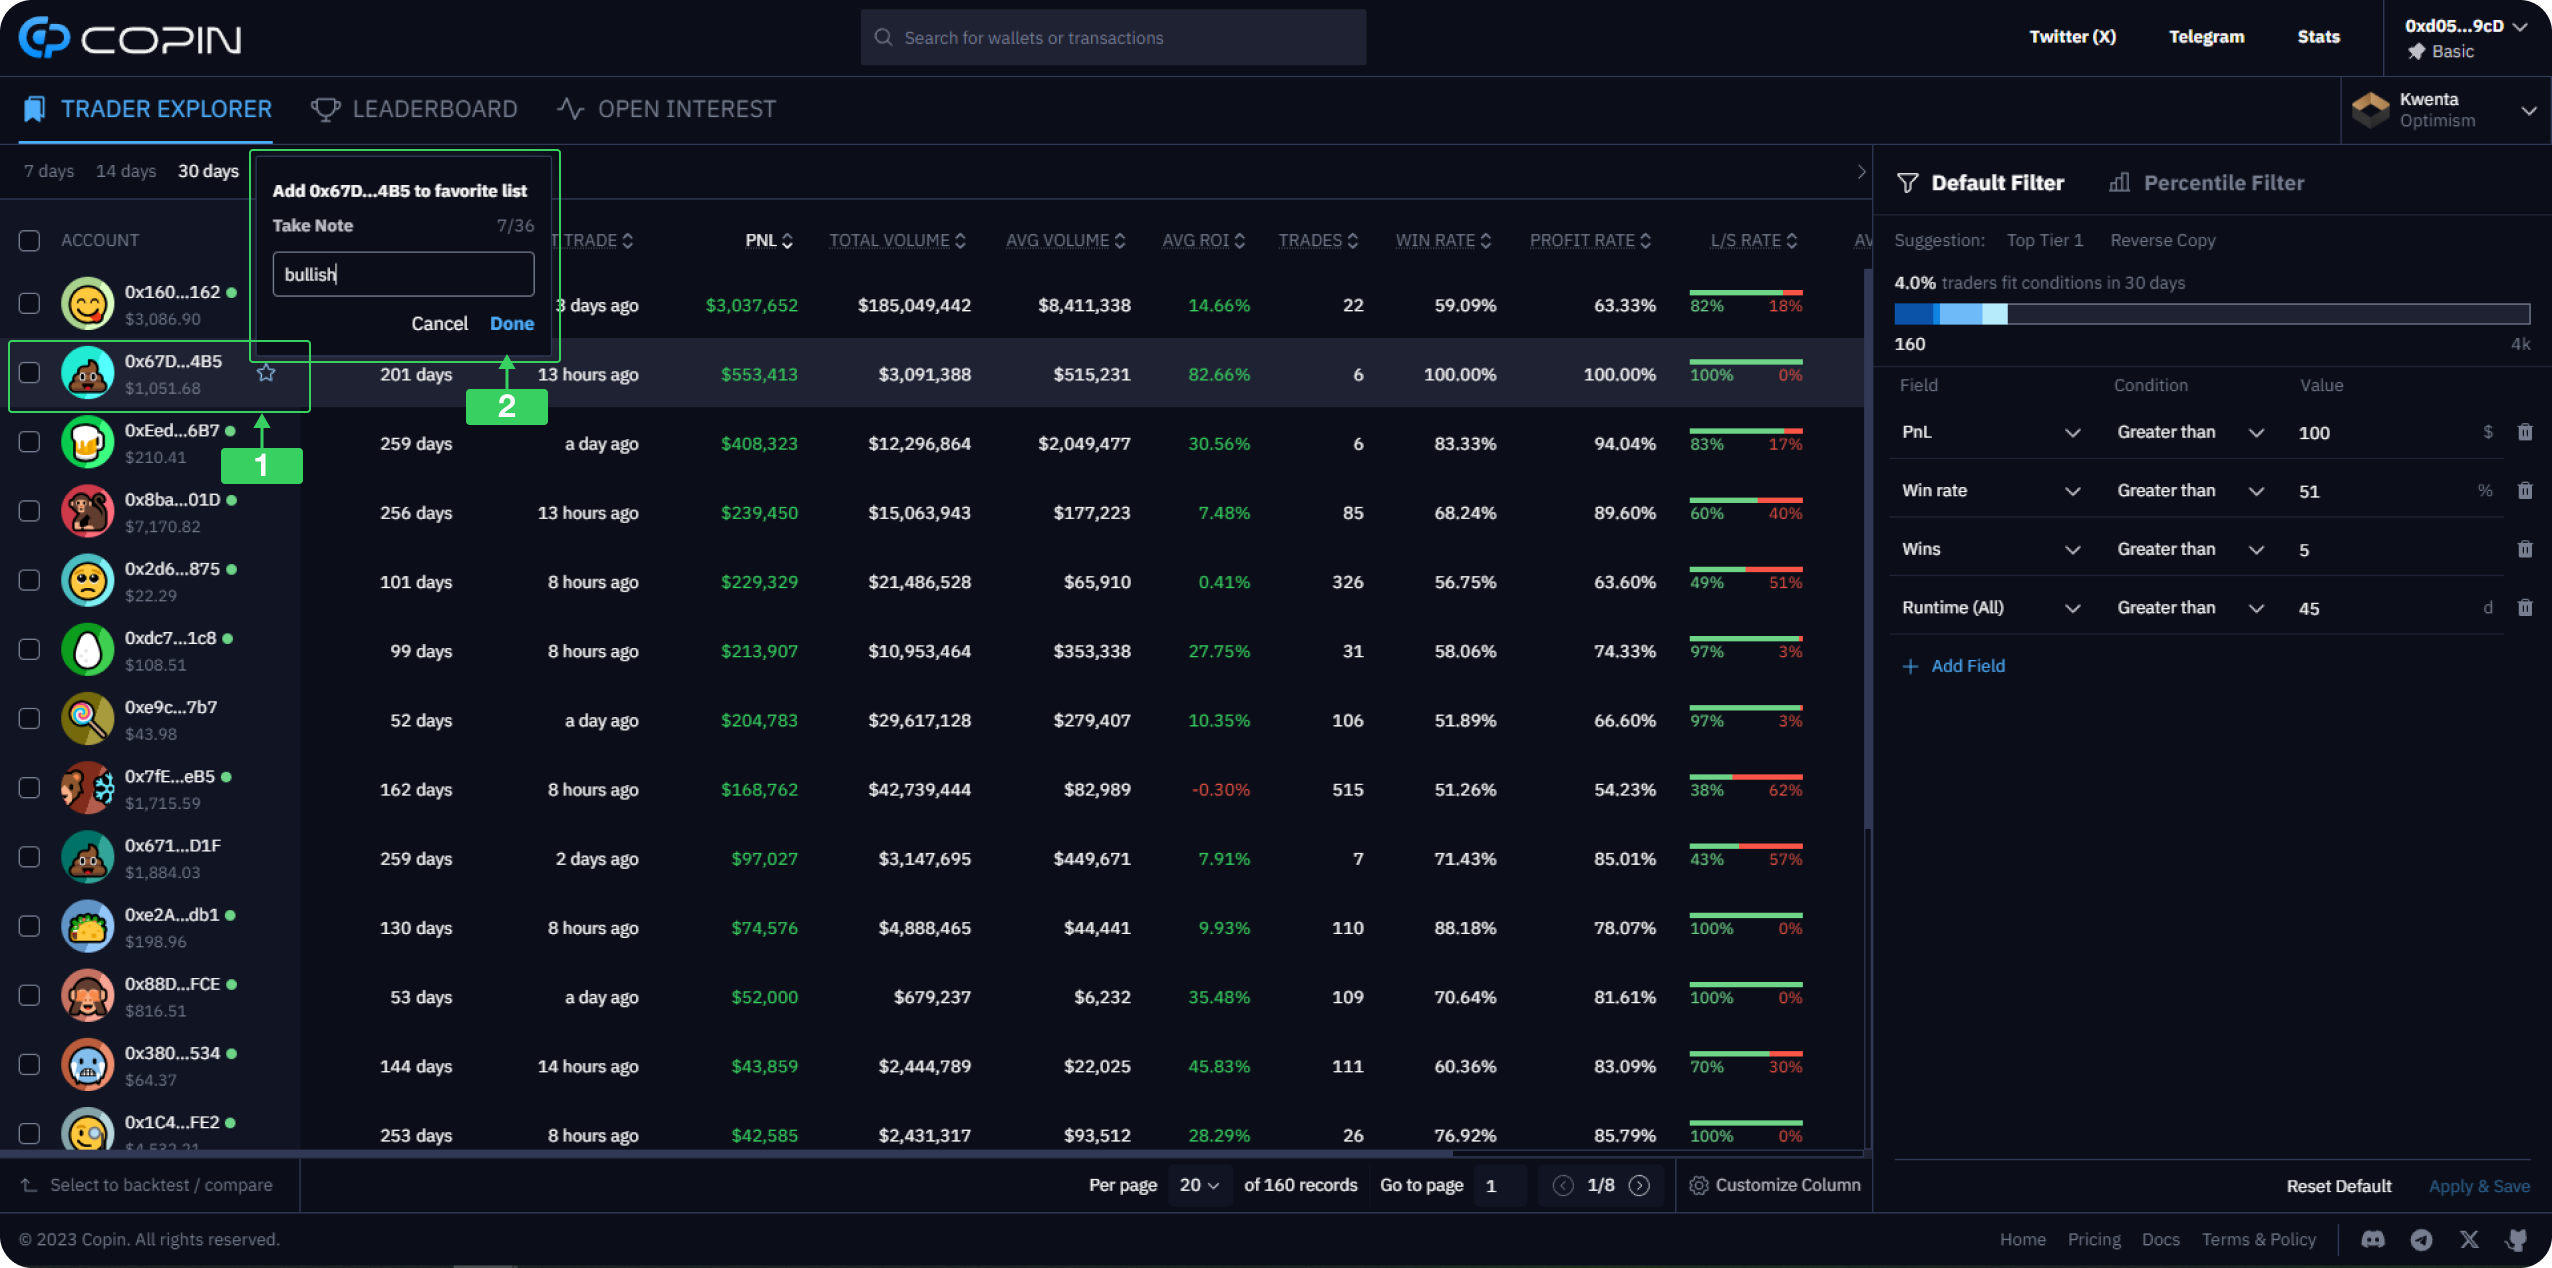 COPIN
Search for wallets or transactions
Twitter (X) Telegram Stats
0xd05...9cD
Basic
TRADER EXPLORER LEADERBOARD OPEN INTEREST
Kwenta
Optimism
7 days 14 days 30 days
Add 0x67D...4B5 to favorite list
Take Note 7/36
bullish
Cancel Done
ACCOUNT T TRADE PNL TOTAL VOLUME AVG VOLUME AVG ROI TRADES WIN RATE PROFIT RATE L/S RATE AV
0x160...162 3 days ago $3,037,652 $185,049,442 $8,411,338 14.66% 22 59.09% 63.33% 82% 18%
$3,086.90
0x67D...4B5 201 days 13 hours ago $553,413 $3,091,388 $515,231 82.66% 6 100.00% 100.00% 100% 0%
$1,051.68
2
0xEed...6B7 259 days a day ago $408,323 $12,296,864 $2,049,477 30.56% 6 83.33% 94.04% 83% 17%
$210.41
1
0x8ba...01D 256 days 13 hours ago $239,450 $15,063,943 $177,223 7.48% 85 68.24% 89.60% 60% 40%
$7,170.82
0x2d6...875 101 days 8 hours ago $229,329 $21,486,528 $65,910 0.41% 326 56.75% 63.60% 49% 51%
$22.29
0xdc7...1c8 99 days 8 hours ago $213,907 $10,953,464 $353,338 27.75% 31 58.06% 74.33% 97% 3%
$108.51
0xe9c...7b7 52 days a day ago $204,783 $29,617,128 $279,407 10.35% 106 51.89% 66.60% 97% 3%
$43.98
0x7fE...eB5 162 days 8 hours ago $168,762 $42,739,444 $82,989 -0.30% 515 51.26% 54.23% 38% 62%
$1,715.59
0x671...D1F 259 days 2 days ago $97,027 $3,147,695 $449,671 7.91% 7 71.43% 85.01% 43% 57%
$1,884.03
0xe2A...db1 130 days 8 hours ago $74,576 $4,888,465 $44,441 9.93% 110 88.18% 78.07% 100% 0%
$198.96
0x88D...FCE 53 days a day ago $52,000 $679,237 $6,232 35.48% 109 70.64% 81.61% 100% 0%
$816.51
0x380...534 144 days 14 hours ago $43,859 $2,444,789 $22,025 45.83% 111 60.36% 83.09% 70% 30%
$64.37
0x1C4...FE2 253 days 8 hours ago $42,585 $2,431,317 $93,512 28.29% 26 76.92% 85.79% 100% 0%
Select to backtest / compare
Per page 20 of 160 records Go to page 1 1/8 Customize Column
Default Filter Percentile Filter
Suggestion: Top Tier 1 Reverse Copy
4.0% traders fit conditions in 30 days
160 4k
Field Condition Value
PnL Greater than 100 $
Win rate Greater than 51 %
Wins Greater than 5
Runtime (All) Greater than 45 d
Add Field
Reset Default Apply & Save
© 2023 Copin. All rights reserved.
Home Pricing Docs Terms & Policy